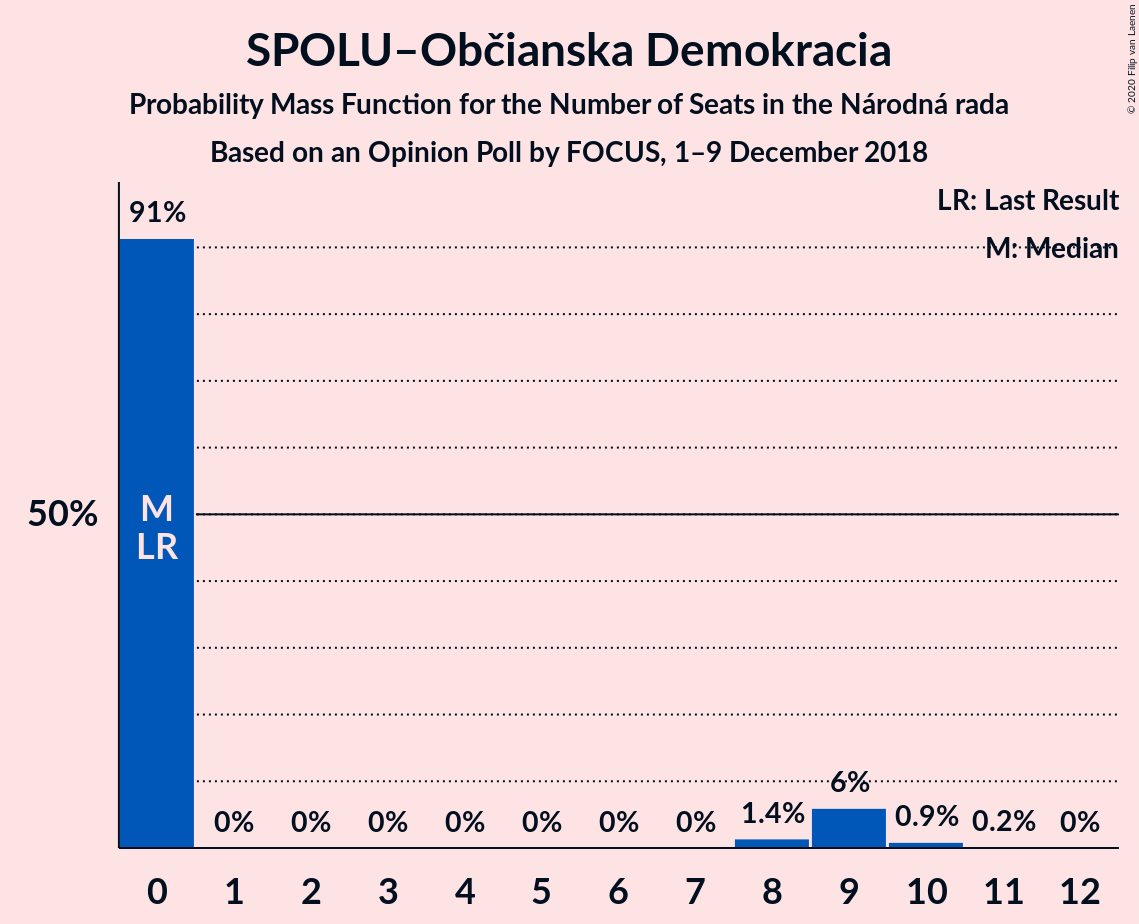 SPOLU–Občianska Demokracia
Probability Mass Function for the Number of Seats in the Národná rada
Based on an Opinion Poll by FOCUS, 1–9 December 2018
© 2020 Filip van Laenen
LR: Last Result
M: Median
91%
50%
M
LR
0% 0% 0% 0% 0% 0% 0% 1.4% 6% 0.9% 0.2% 0%
0 1 2 3 4 5 6 7 8 9 10 11 12